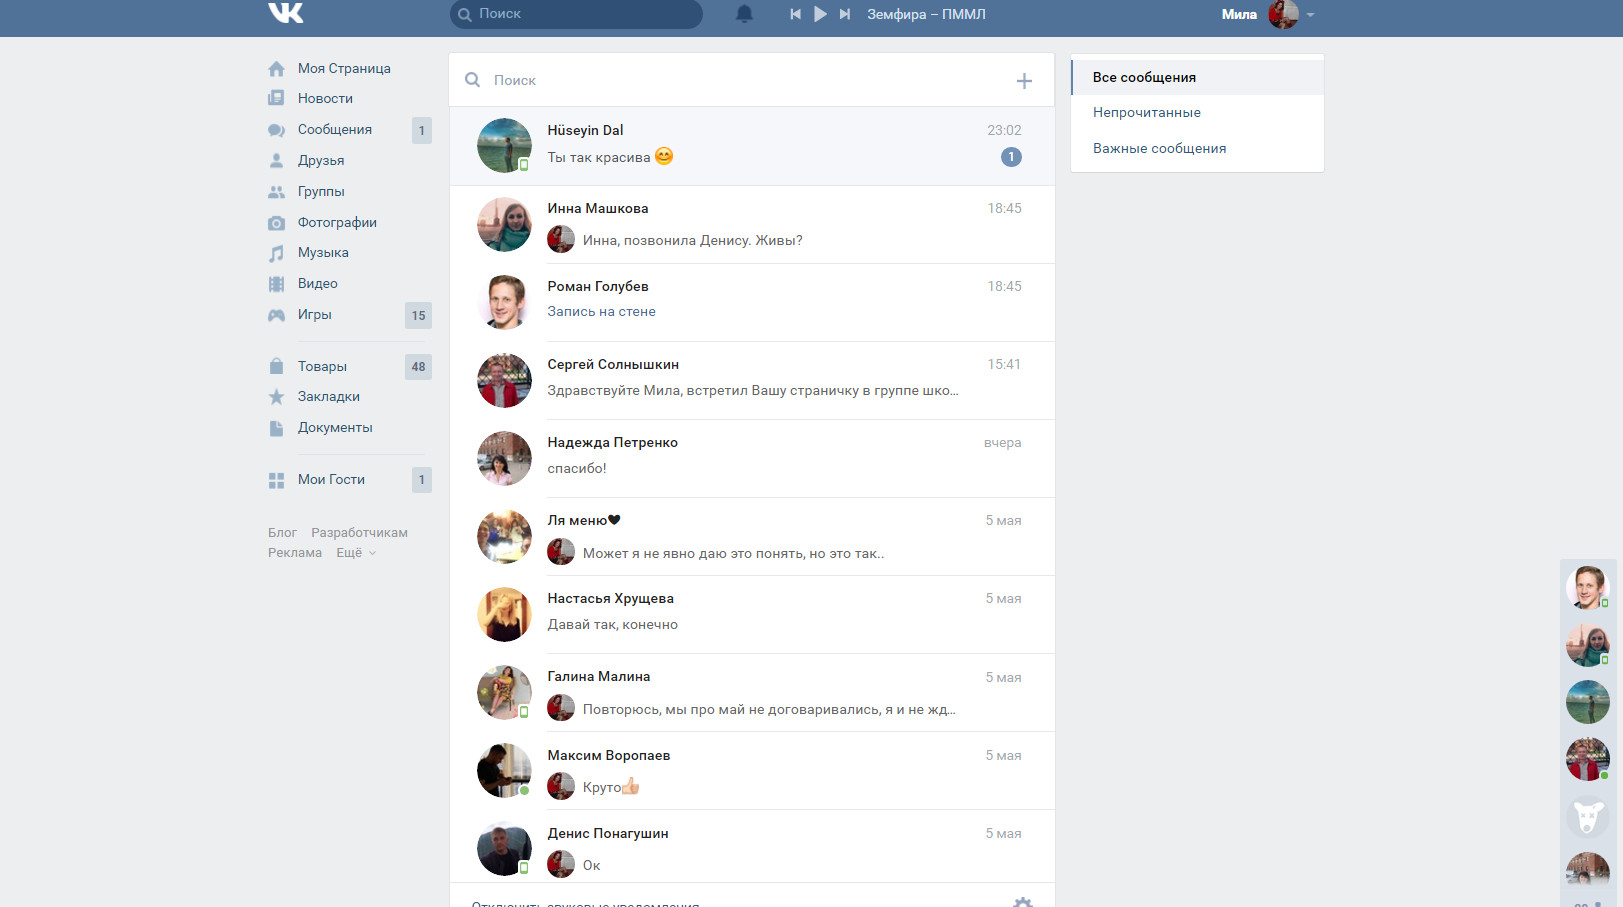 VK
Поиск
Земфира – ПММЛ
Мила
Моя Страница
Новости
Сообщения 1
Друзья
Группы
Фотографии
Музыка
Видео
Игры 15
Товары 48
Закладки
Документы
Мои Гости 1
Блог Разработчикам
Реклама Ещё
Поиск
Hüseyin Dal 23:02
Ты так красива 😊 1
Инна Машкова 18:45
Инна, позвонила Денису. Живы?
Роман Голубев 18:45
Запись на стене
Сергей Солнышкин 15:41
Здравствуйте Мила, встретил Вашу страничку в группе шко...
Надежда Петренко вчера
спасибо!
Ля меню🖤 5 мая
Может я не явно даю это понять, но это так..
Настасья Хрущева 5 мая
Давай так, конечно
Галина Малина 5 мая
Повторюсь, мы про май не договаривались, я и не жд...
Максим Воропаев 5 мая
Круто👍🏼
Денис Понагушин 5 мая
Ок
Отключить звуковые уведомления
Все сообщения
Непрочитанные
Важные сообщения